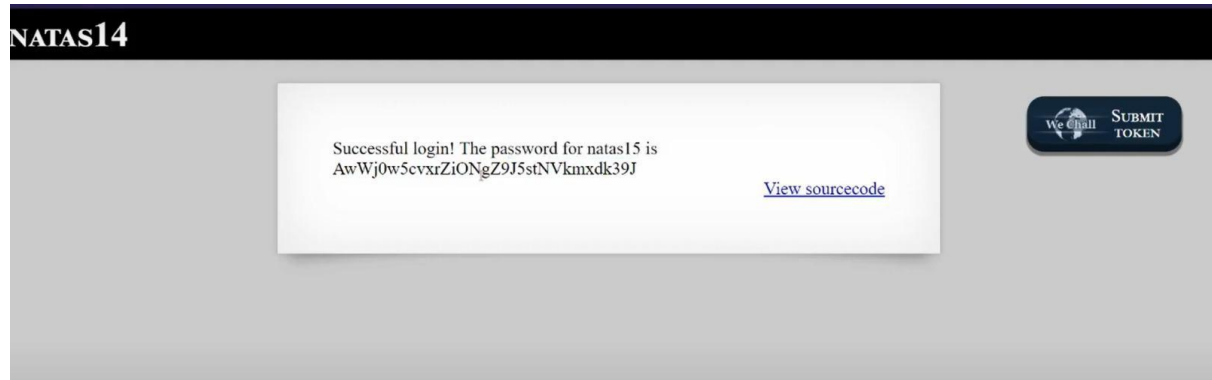 NATAS14
Successful login! The password for natas15 is
AwWj0w5cvxrZiONgZ9J5stNVkmxdk39J
View sourcecode
We Chall
SUBMIT
TOKEN